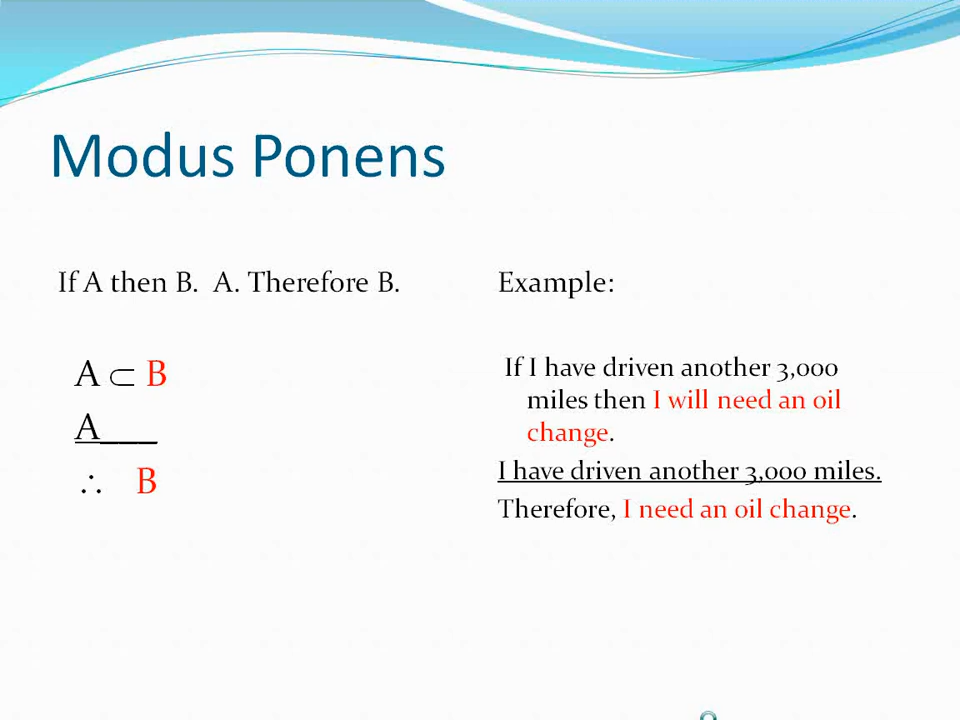 Modus Ponens
If A then B.  A. Therefore B.
A ⊂ B
A___
∴ B
Example:
If I have driven another 3,000
miles then I will need an oil
change.
I have driven another 3,000 miles.
Therefore, I need an oil change.